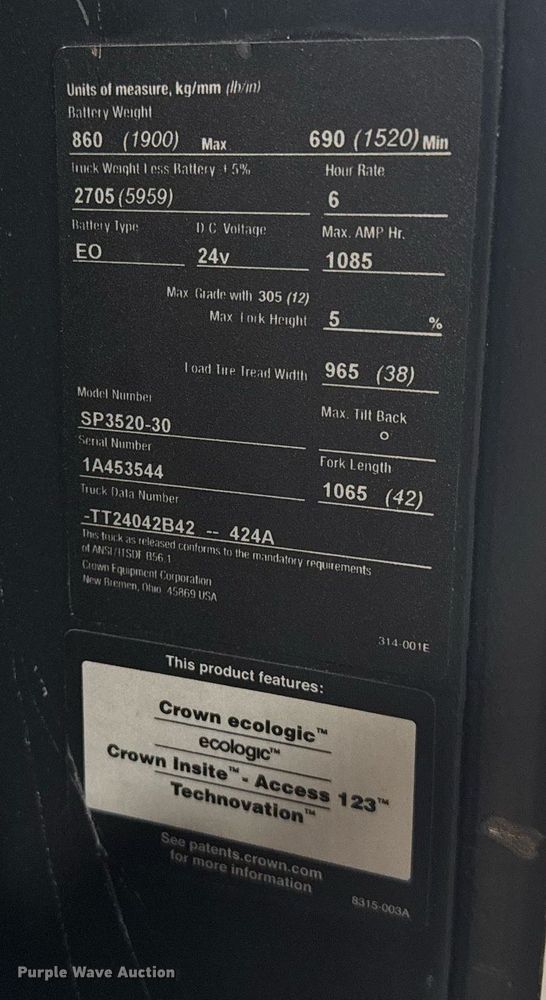 Units of measure, kg/mm (lb/in)
Battery Weight
860 (1900) Max 690 (1520) Min
Truck Weight Less Battery ± 5% Hour Rate
2705 (5959) 6
Battery Type D.C. Voltage Max. AMP Hr.
EO 24v 1085
Max Grade with 305 (12)
Max Fork Height 5 %
Load Tire Tread Width 965 (38)
Model Number Max. Tilt Back
SP3520-30 °
Serial Number Fork Length
1A453544 1065 (42)
Truck Data Number
-TT24042B42 -- 424A
This truck as released conforms to the mandatory requirements
of ANSI/ITSDF B56.1
Crown Equipment Corporation
New Bremen, Ohio 45869 USA
314-001E
This product features:
Crown ecologic™
ecologic™
Crown Insite™ - Access 123™
Technovation™
See patents.crown.com
for more information
8315-003A
Purple Wave Auction